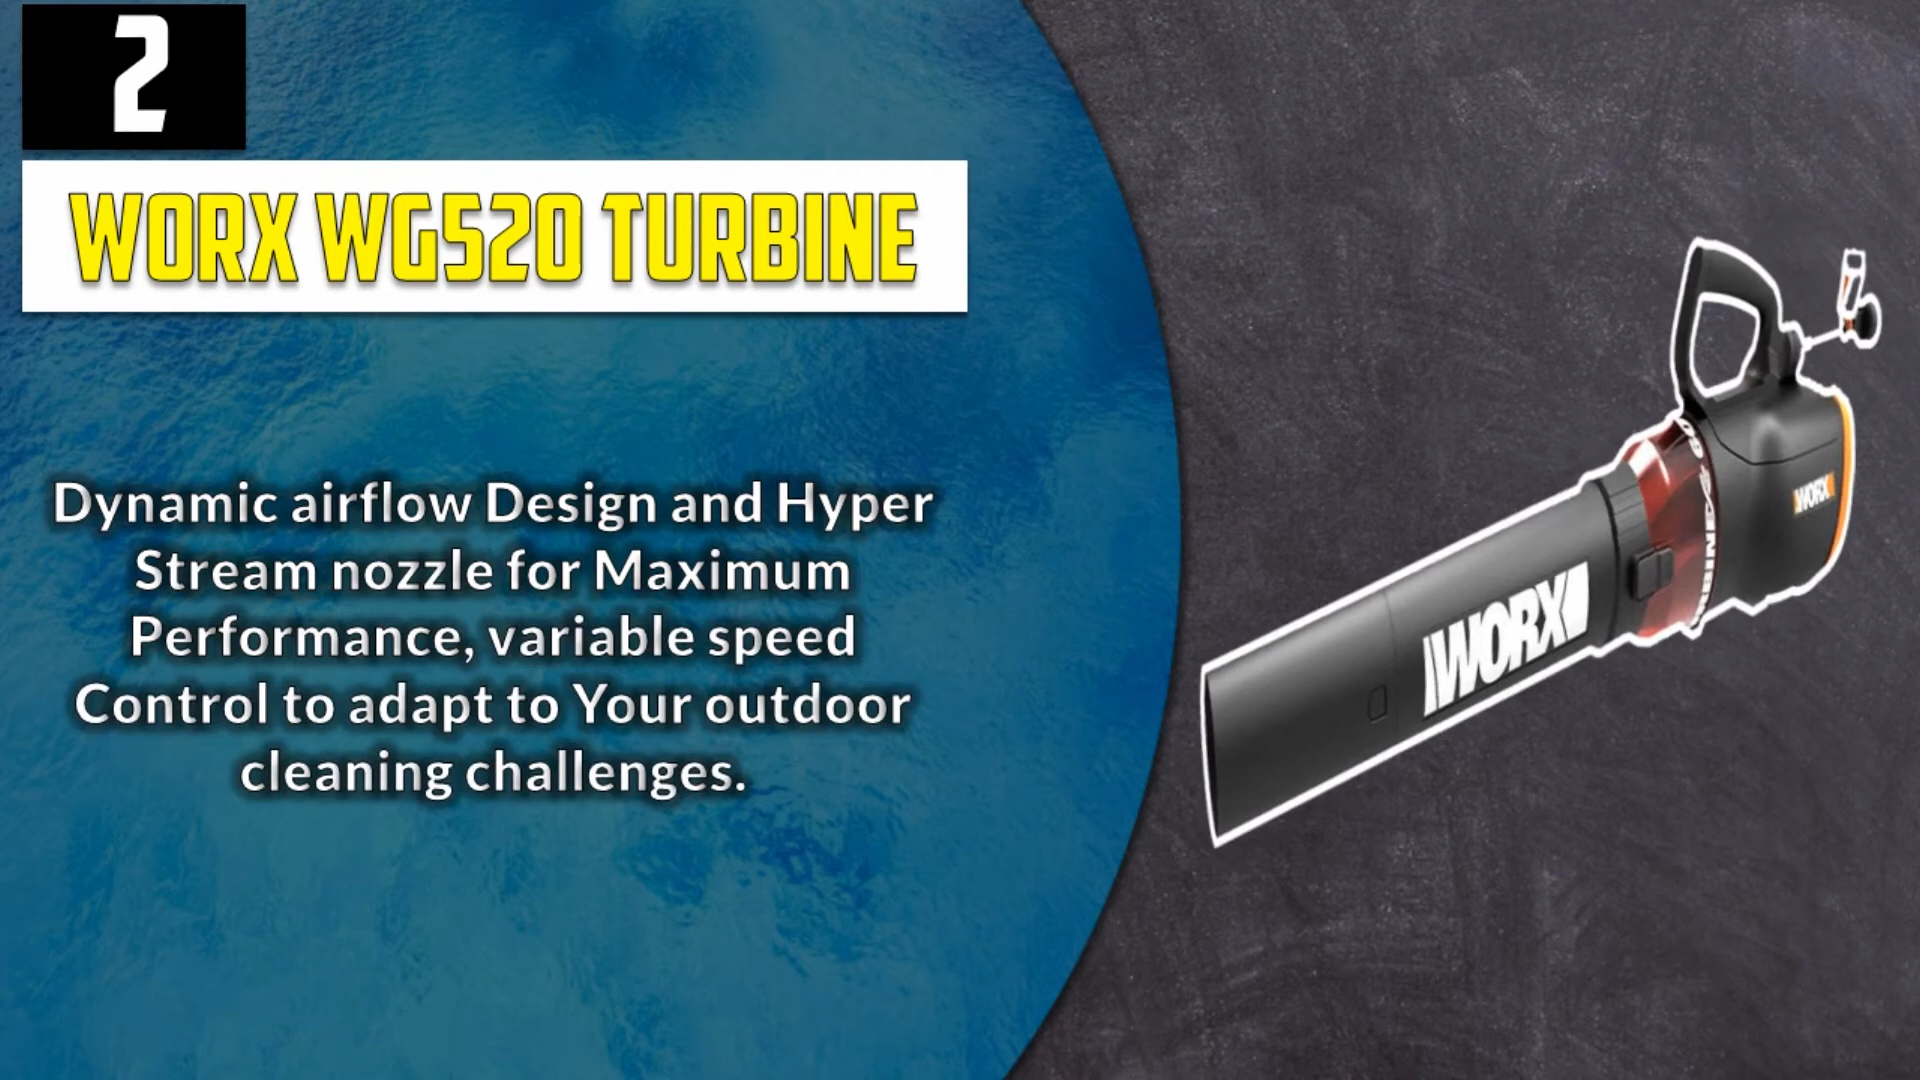 2
WORX WG520 TURBINE
Dynamic airflow Design and Hyper
Stream nozzle for Maximum
Performance, variable speed
Control to adapt to Your outdoor
cleaning challenges.
WORX
WORX